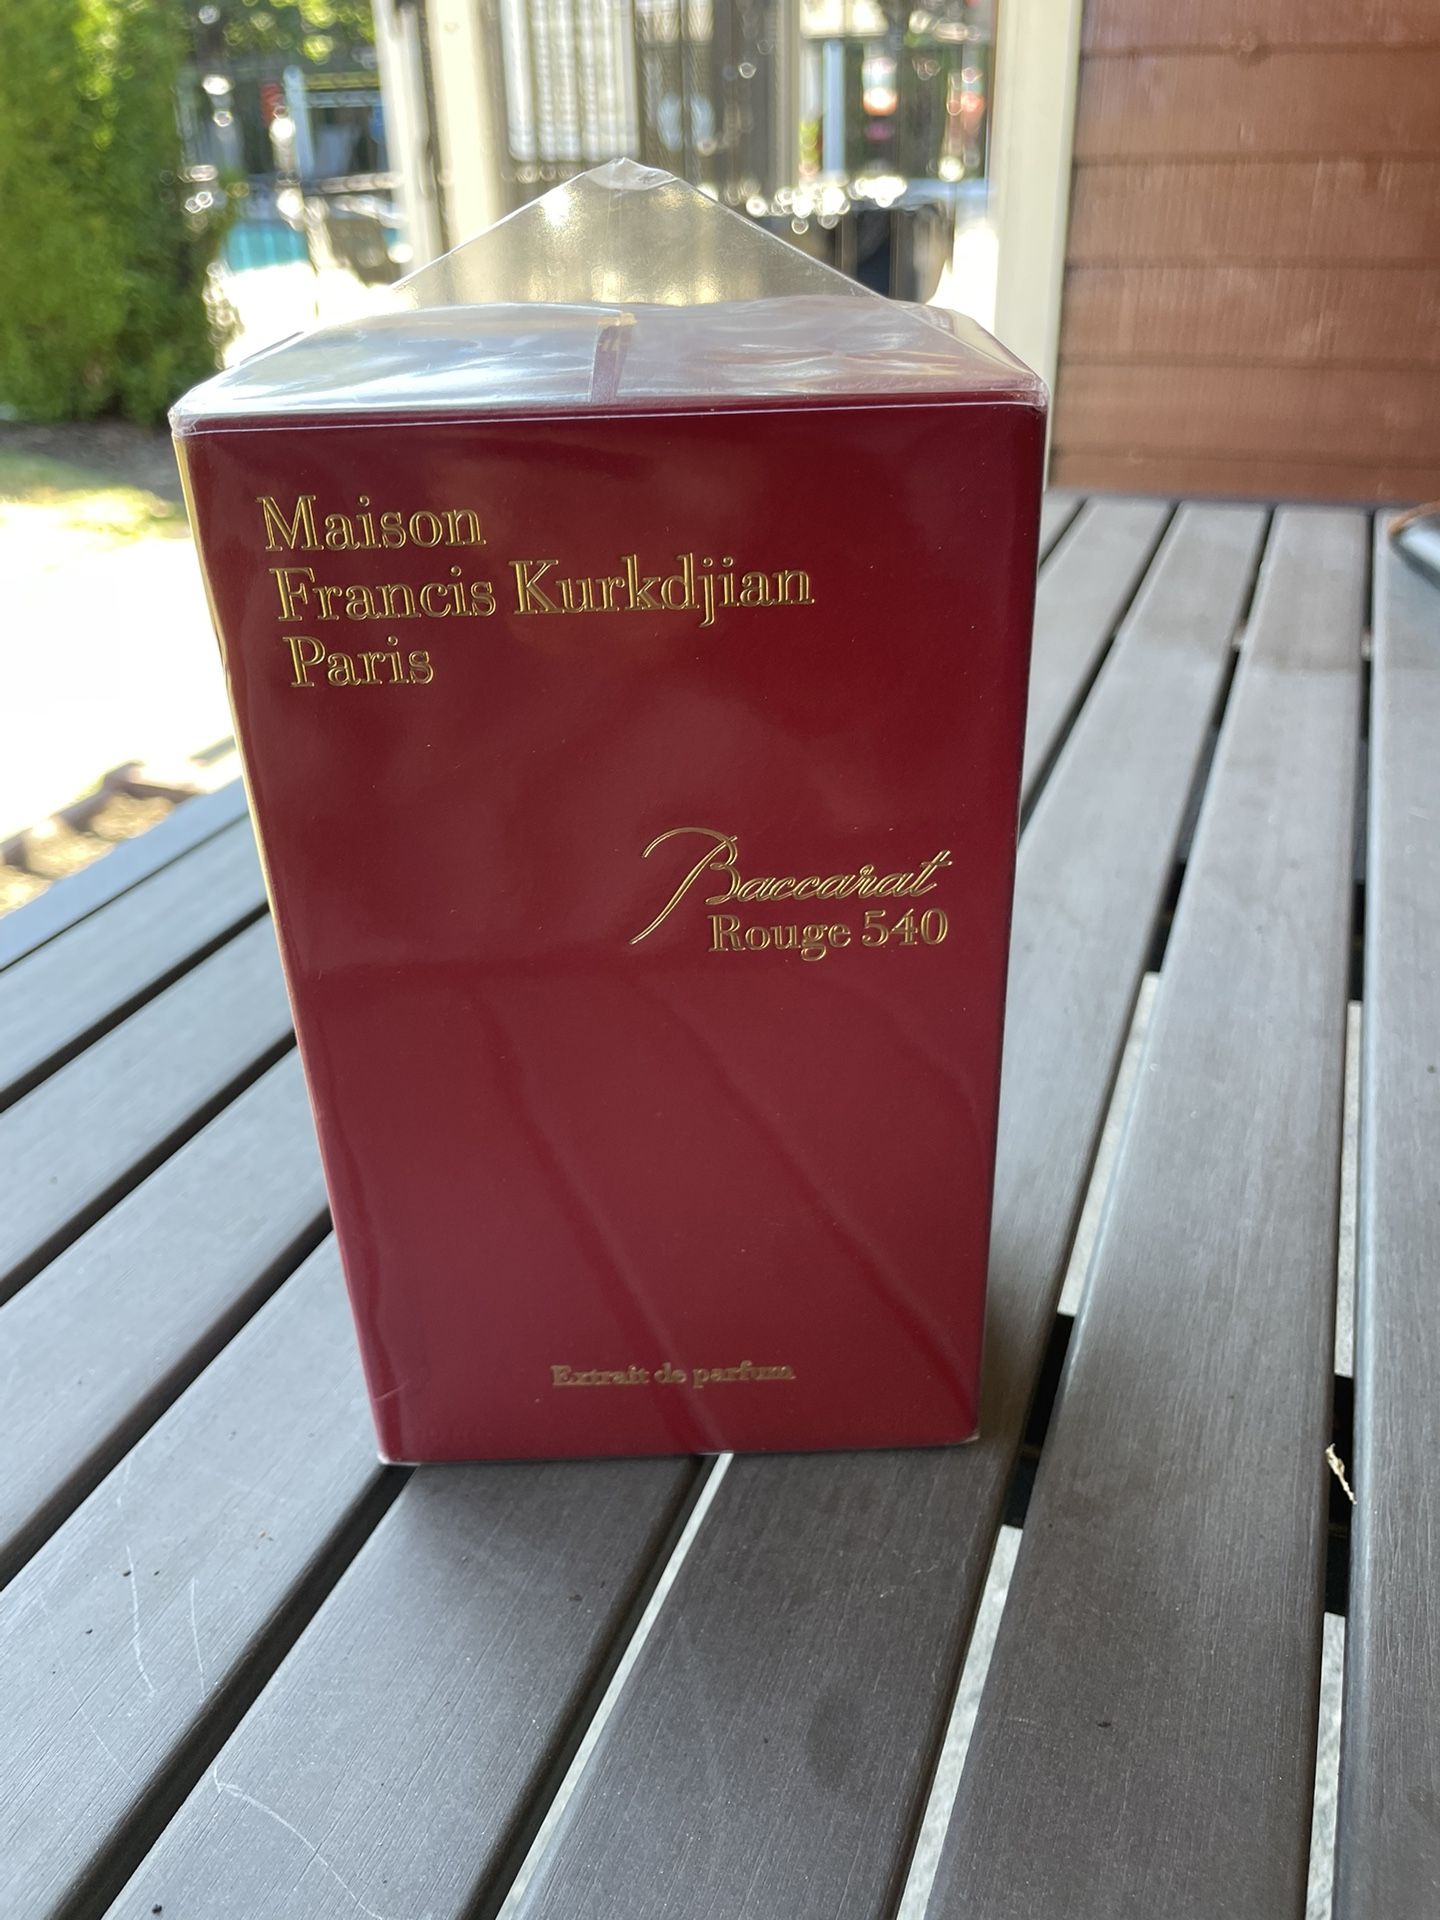 Maison
Francis Kurkdjian
Paris
Baccarat
Rouge 540
Extrait de parfum